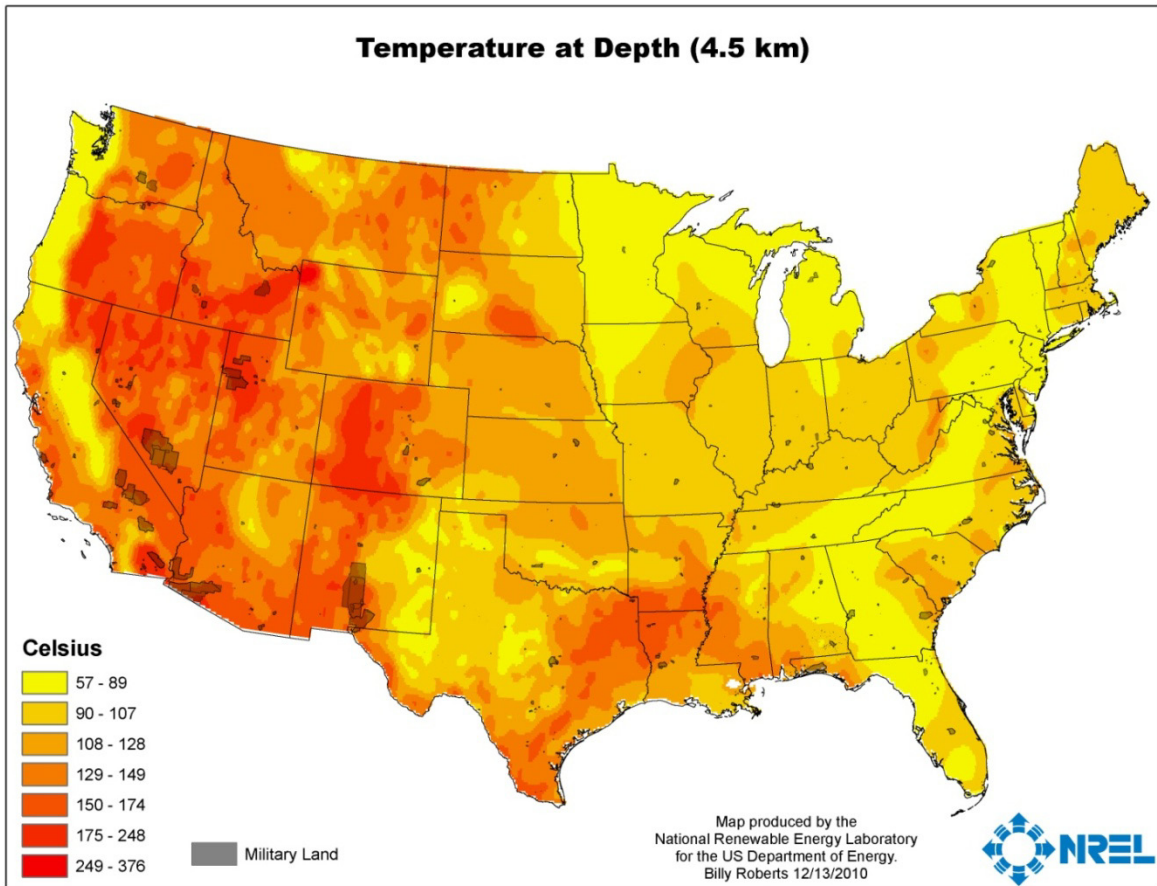 Temperature at Depth (4.5 km)
Celsius
57 - 89
90 - 107
108 - 128
129 - 149
150 - 174
175 - 248
249 - 376
Military Land
Map produced by the
National Renewable Energy Laboratory
for the US Department of Energy.
Billy Roberts 12/13/2010
NREL